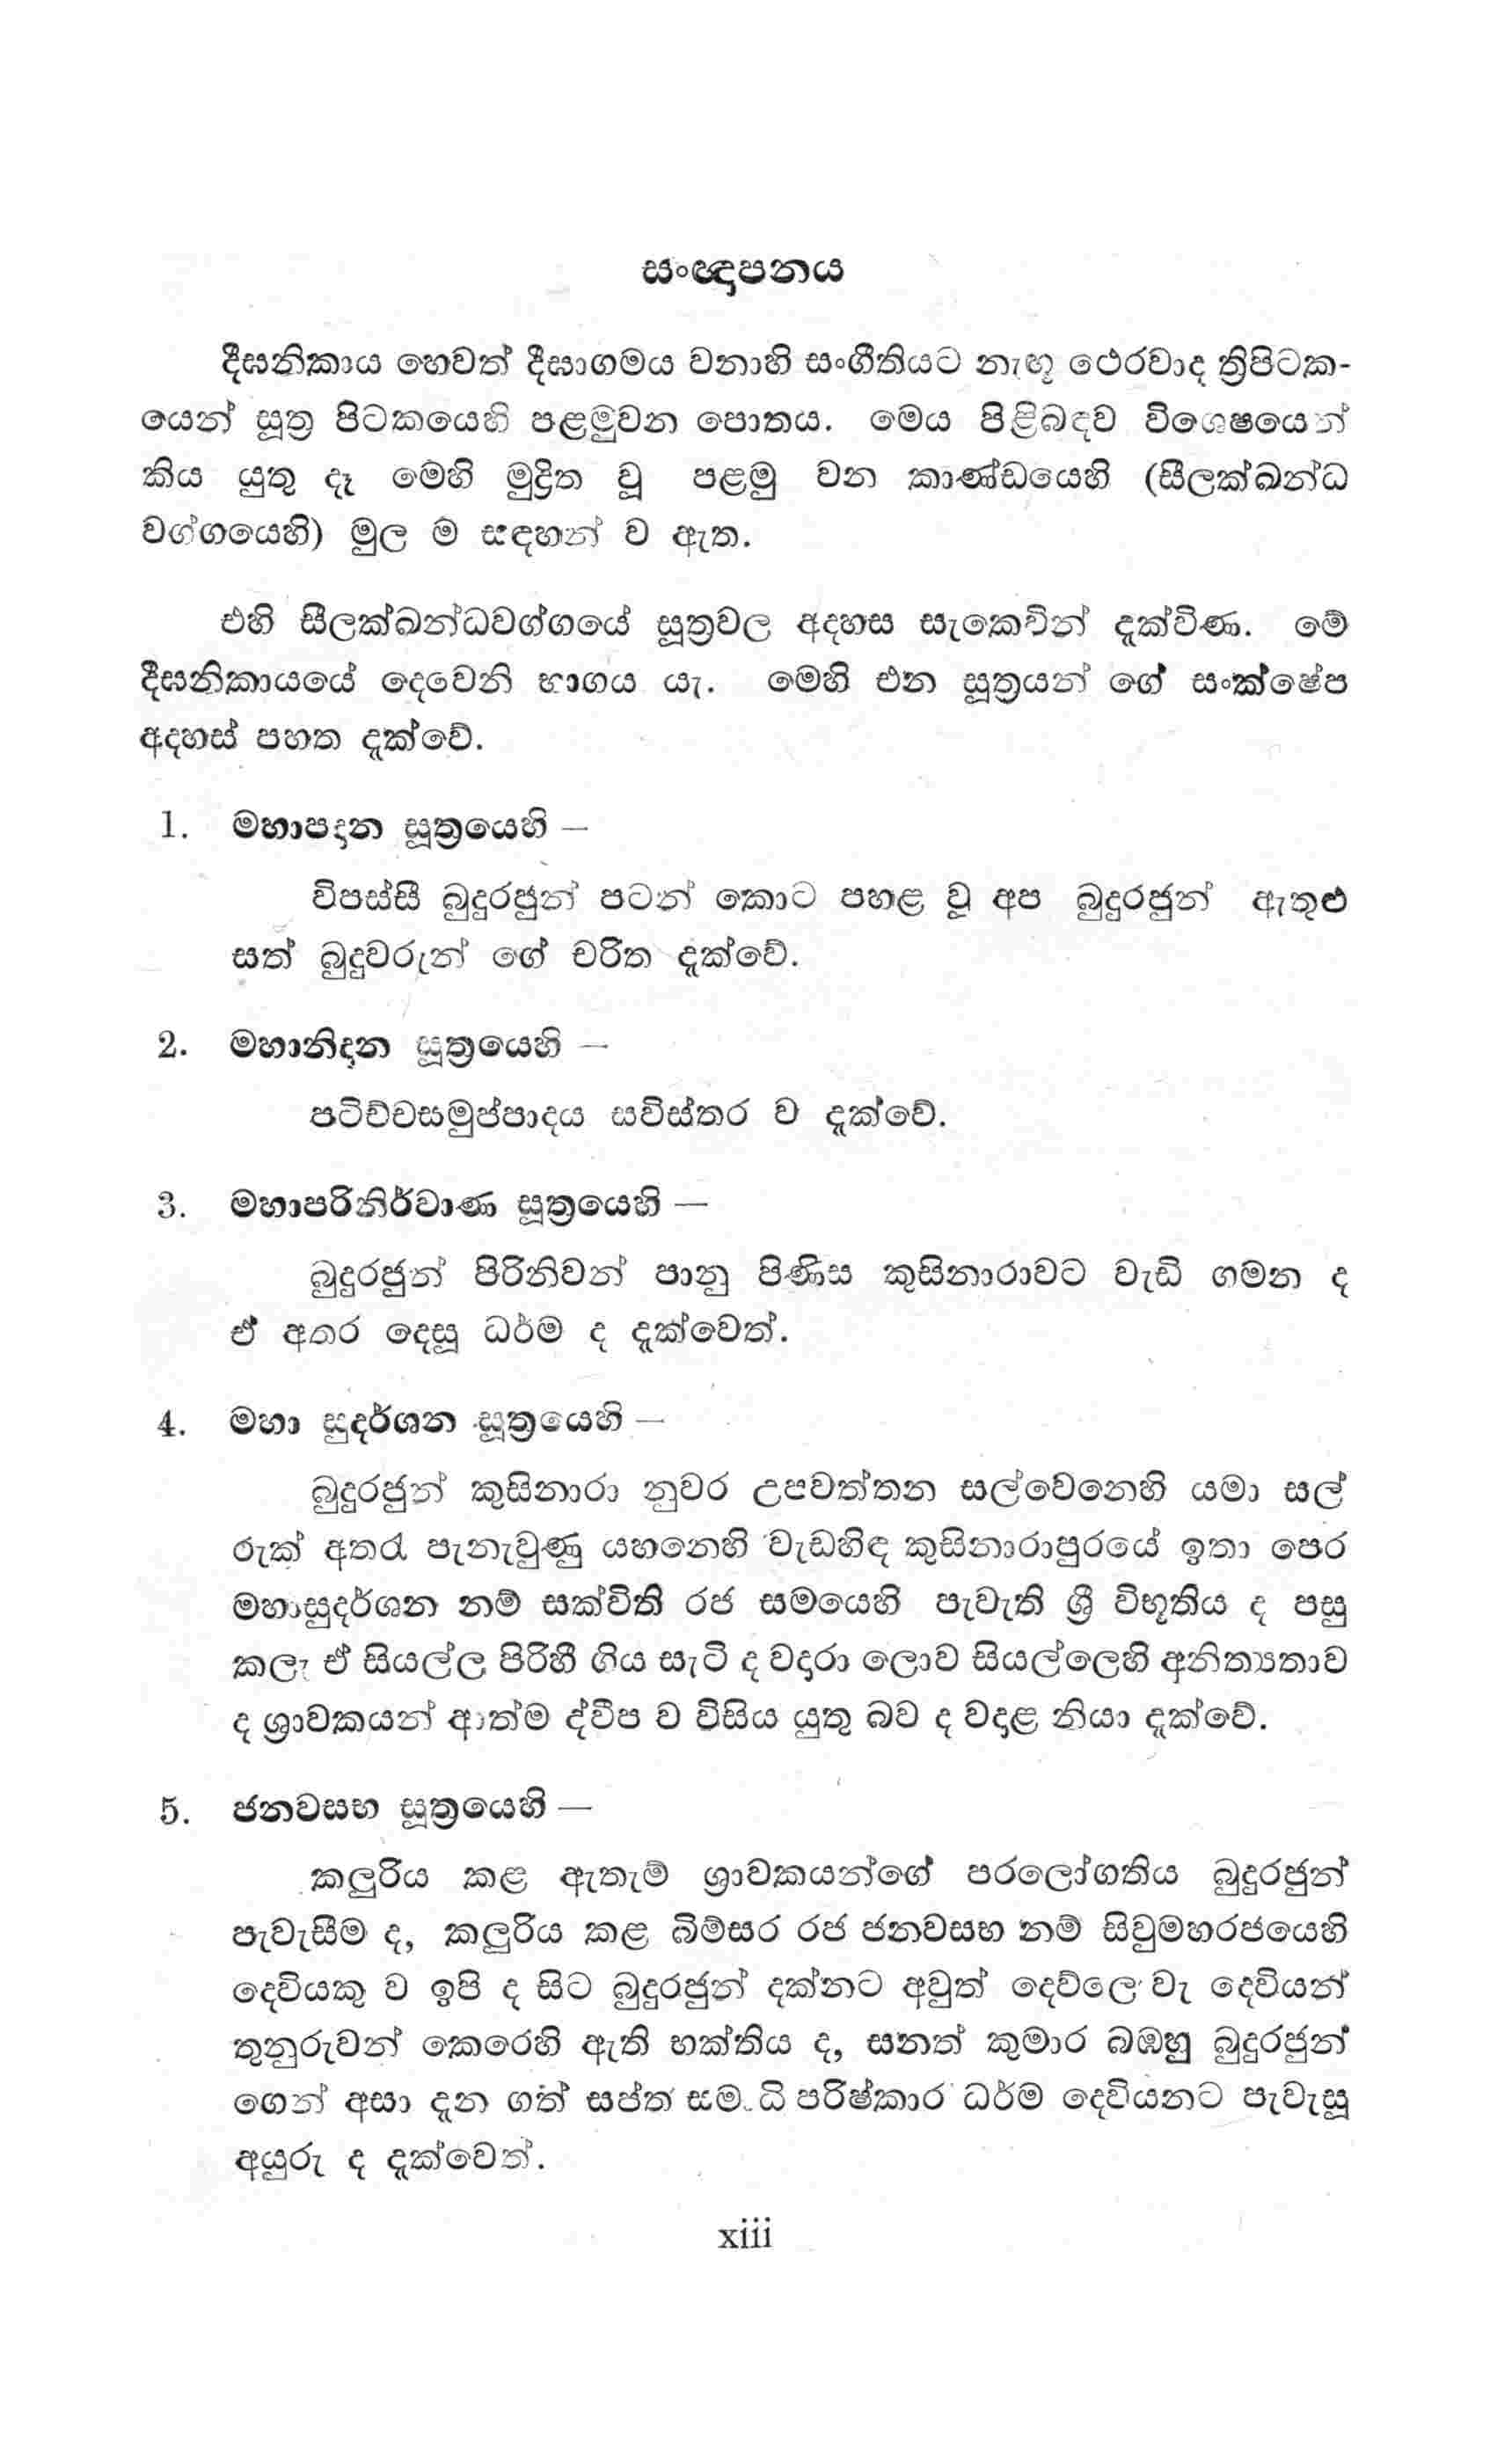 සංඥාපනය
දීඝනිකාය හෙවත් දීඝාගමය වනාහි සංගීතියට නැඟූ ථෙරවාද ත්‍රිපිටක-
යෙන් සූත්‍ර පිටකයෙහි පළමුවන පොතය. මෙය පිළිබඳව විශෙෂයෙන්
කිය යුතු දෑ මෙහි මුද්‍රිත වූ පළමු වන කාණ්ඩයෙහි (සීලක්ඛන්ධ
වග්ගයෙහි) මුල ම සඳහන් ව ඇත.
එහි සීලක්ඛන්ධවග්ගයේ සූත්‍රවල අදහස සැකෙවින් දැක්විණ. මේ
දීඝනිකායයේ දෙවෙනි භාගය යැ. මෙහි එන සූත්‍රයන් ගේ සංක්ෂේප
අදහස් පහත දැක්වේ.
1. මහාපදාන සූත්‍රයෙහි —
විපස්සී බුදුරජුන් පටන් කොට පහළ වූ අප බුදුරජුන් ඇතුළු
සත් බුදුවරුන් ගේ චරිත දැක්වේ.
2. මහානිදාන සූත්‍රයෙහි —
පටිච්චසමුප්පාදය සවිස්තර ව දැක්වේ.
3. මහාපරිනිර්වාණ සූත්‍රයෙහි —
බුදුරජුන් පිරිනිවන් පානු පිණිස කුසිනාරාවට වැඩි ගමන ද
ඒ අතර දෙසූ ධර්ම ද දැක්වෙත්.
4. මහා සුදර්ශන සූත්‍රයෙහි —
බුදුරජුන් කුසිනාරා නුවර උපවත්තන සල්වෙනෙහි යමා සල්
රුක් අතරැ පැනැවුණු යහනෙහි වැඩහිඳ කුසිනාරාපුරයේ ඉතා පෙර
මහාසුදර්ශන නම් සක්විති රජ සමයෙහි පැවැති ශ්‍රී විභූතිය ද පසු
කලැ ඒ සියල්ල පිරිහී ගිය සැටි ද වදාරා ලොව සියල්ලෙහි අනිත්‍යතාව
ද ශ්‍රාවකයන් ආත්ම ද්වීප ව විසිය යුතු බව ද වදාළ නියා දැක්වේ.
5. ජනවසභ සූත්‍රයෙහි —
කලුරිය කළ ඇතැම් ශ්‍රාවකයන්ගේ පරලෝගතිය බුදුරජුන්
පැවැසීම ද, කලුරිය කළ බිම්සර රජ ජනවසභ නම් සිවුමහරජයෙහි
දෙවියකු ව ඉපි ද සිට බුදුරජුන් දක්නට අවුත් දෙව්ලෙ වැ දෙවියන්
තුනුරුවන් කෙරෙහි ඇති භක්තිය ද, සනත් කුමාර බඹහු බුදුරජුන්
ගෙන් අසා දැන ගත් සප්ත සමාධි පරිෂ්කාර ධර්ම දෙවියනට පැවැසූ
අයුරු ද දැක්වෙත්.
xiii